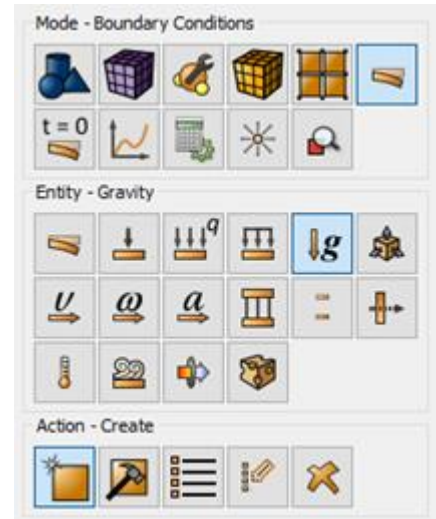 Mode - Boundary Conditions
t = 0
Entity - Gravity
q
g
υ ω a
Action - Create